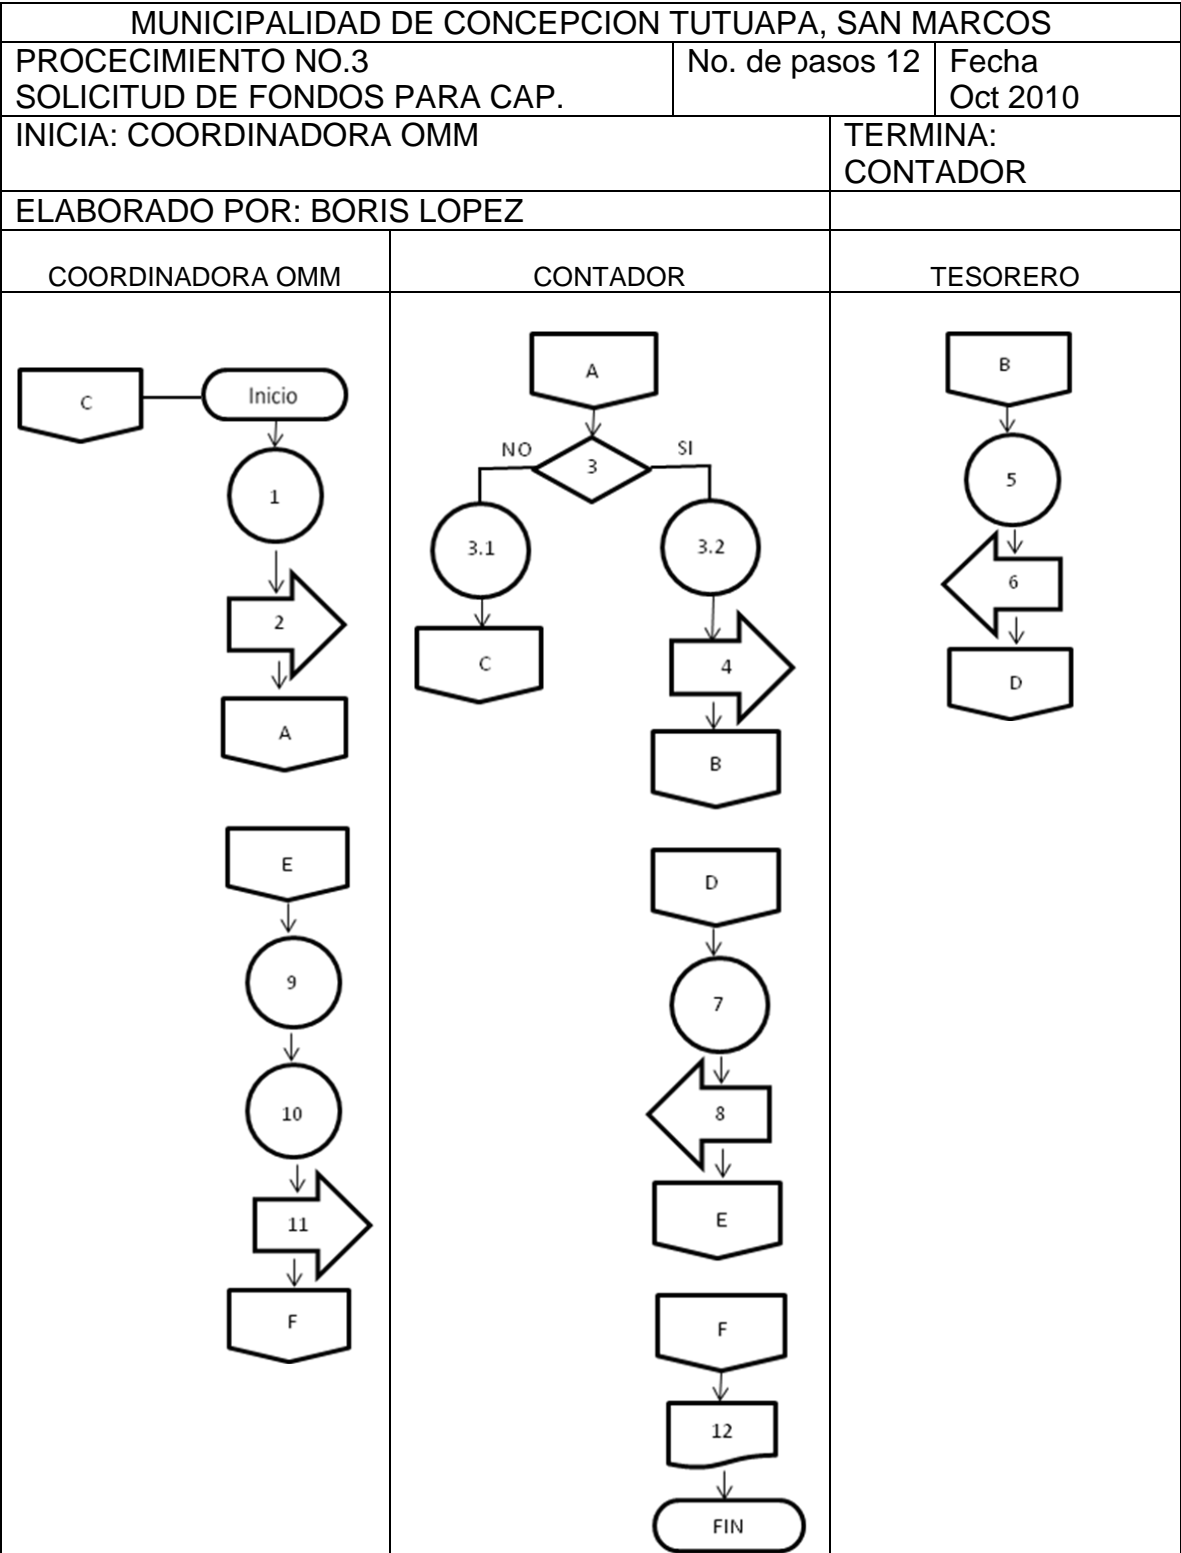 MUNICIPALIDAD DE CONCEPCION TUTUAPA, SAN MARCOS
PROCECIMIENTO NO.3
SOLICITUD DE FONDOS PARA CAP.
No. de pasos 12
Fecha
Oct 2010
INICIA: COORDINADORA OMM
TERMINA:
CONTADOR
ELABORADO POR: BORIS LOPEZ
COORDINADORA OMM
CONTADOR
TESORERO
C
Inicio
1
2
A
E
9
10
11
F
A
NO
3
SI
3.1
3.2
C
4
B
D
7
8
E
F
12
FIN
B
5
6
D